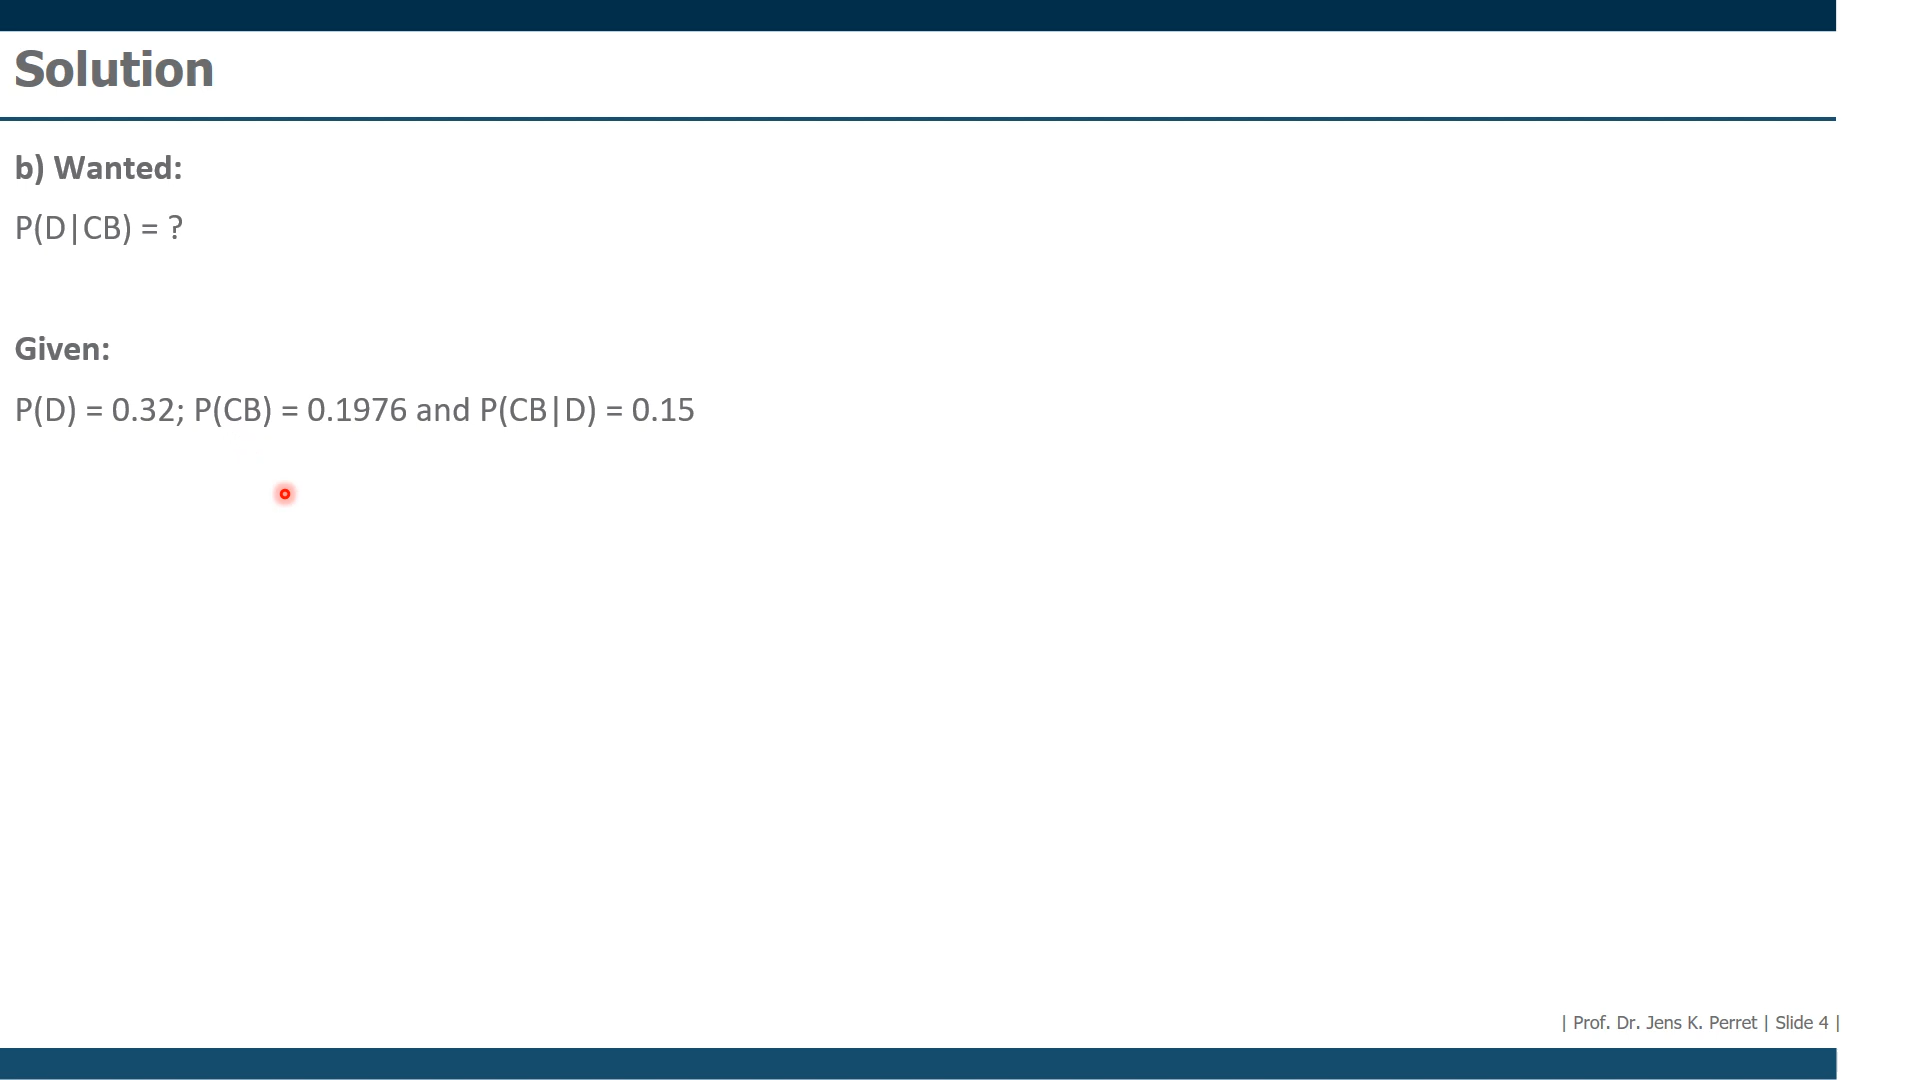 Solution
b) Wanted:
P(D|CB) = ?
Given:
P(D) = 0.32; P(CB) = 0.1976 and P(CB|D) = 0.15
| Prof. Dr. Jens K. Perret | Slide 4 |